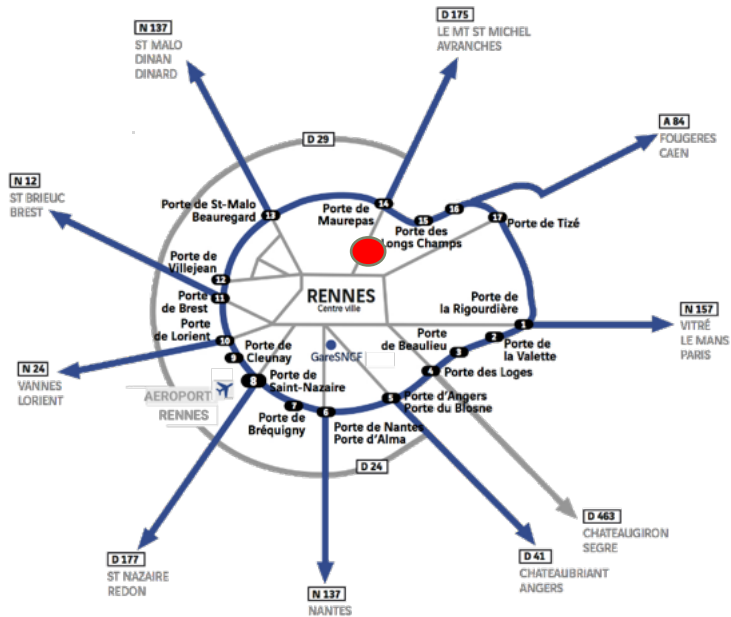 N 137
ST MALO
DINAN
DINARD
D 175
LE MT ST MICHEL
AVRANCHES
A 84
FOUGERES
CAEN
D 29
N 12
ST BRIEUC
BREST
Porte de St-Malo
Beauregard
13
Porte de
Maurepas
14
15
16
17
Porte de Tizé
Porte des
Longs Champs
Porte de
Villejean
12
11
Porte
de Brest
RENNES
Centre ville
Porte de
la Rigourdière
1
N 157
VITRÉ
LE MANS
PARIS
Porte
de Lorient
10
9
Porte de
Cleunay
GareSNGF
Porte
de Beaulieu
2
3
Porte de
la Valette
4
Porte des Loges
N 24
VANNES
LORIENT
AEROPORT
RENNES
8
Porte de
Saint-Nazaire
7
Porte de
Bréquigny
6
Porte de Nantes
Porte d'Alma
5
Porte d'Angers
Porte du Blosne
D 24
D 463
CHATEAUGIRON
SEGRE
D 41
CHATEAUBRIANT
ANGERS
D 177
ST NAZAIRE
REDON
N 137
NANTES